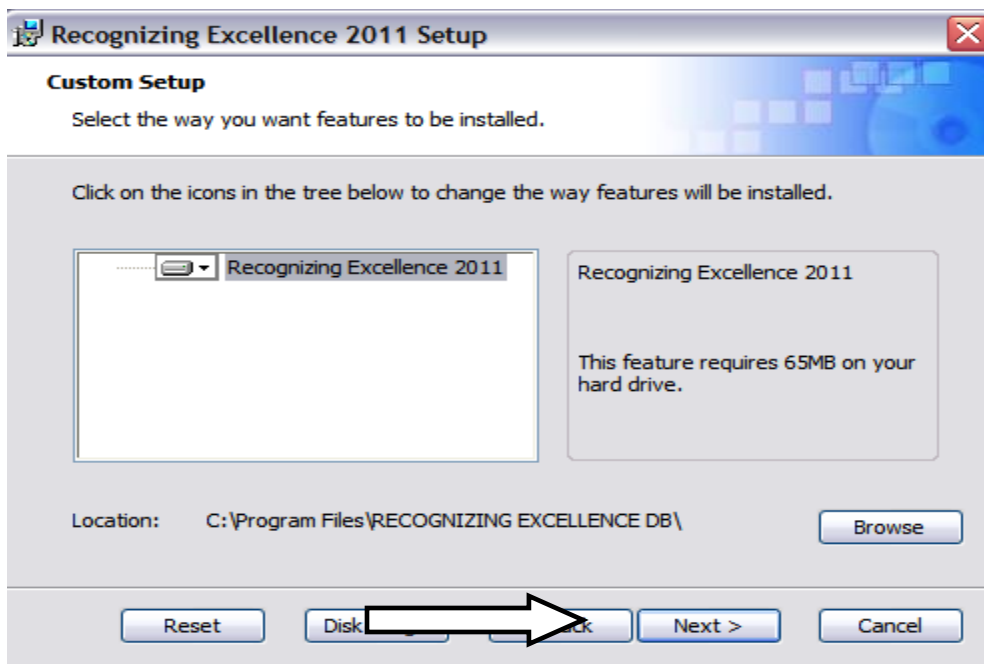 Recognizing Excellence 2011 Setup
Custom Setup
Select the way you want features to be installed.
Click on the icons in the tree below to change the way features will be installed.
Recognizing Excellence 2011
Recognizing Excellence 2011
This feature requires 65MB on your
hard drive.
Location: C:\Program Files\RECOGNIZING EXCELLENCE DB\
Browse
Reset Disk Next > Cancel